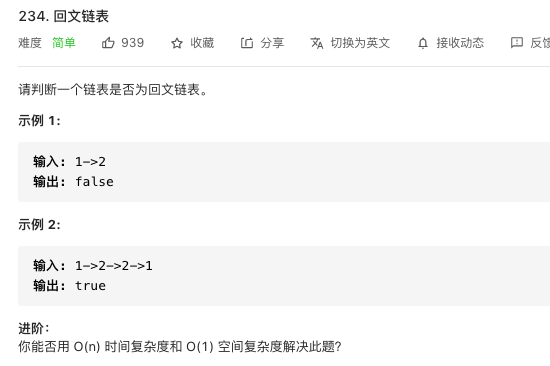 234. 回文链表
难度 简单 939 收藏 分享 切换为英文 接收动态 反馈
请判断一个链表是否为回文链表。
示例 1:
输入: 1->2
输出: false
示例 2:
输入: 1->2->2->1
输出: true
进阶:
你能否用 O(n) 时间复杂度和 O(1) 空间复杂度解决此题?